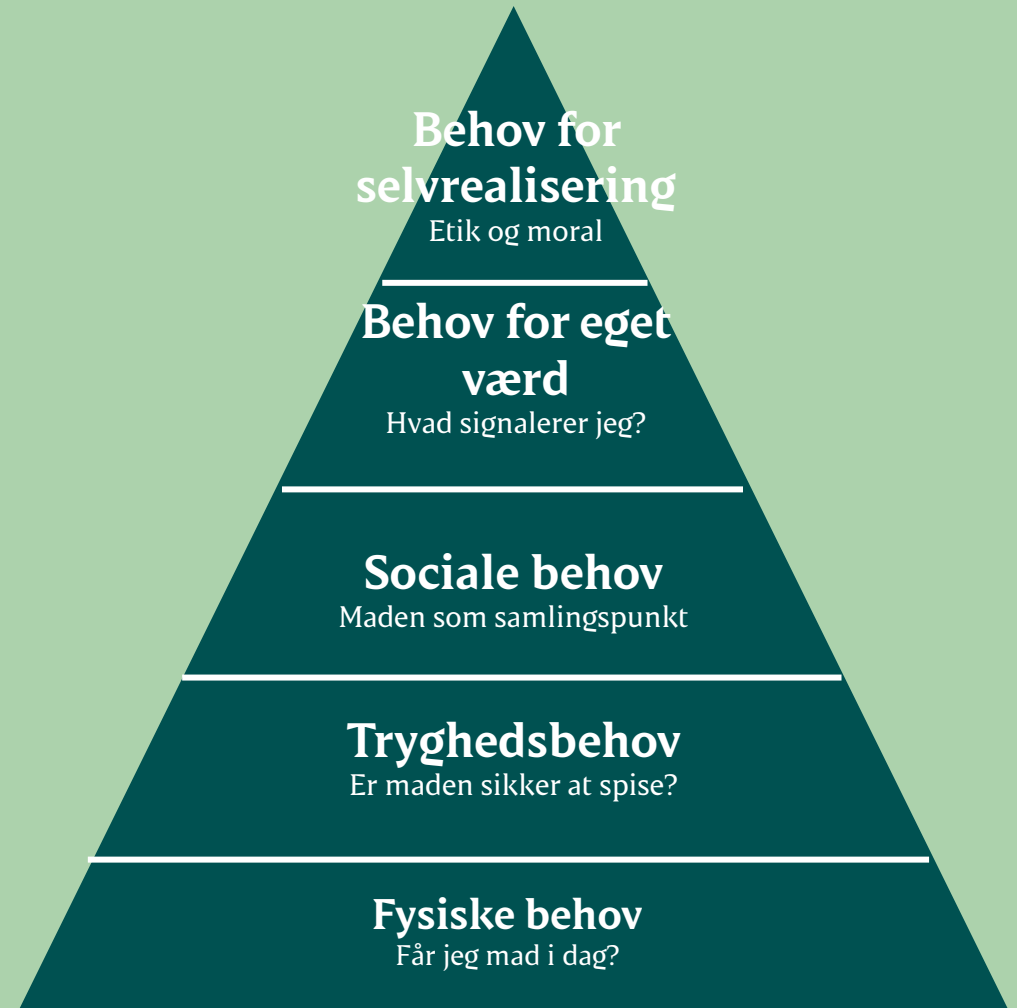 Behov for
selvrealisering
Etik og moral
Behov for eget
værd
Hvad signalerer jeg?
Sociale behov
Maden som samlingspunkt
Tryghedsbehov
Er maden sikker at spise?
Fysiske behov
Får jeg mad i dag?